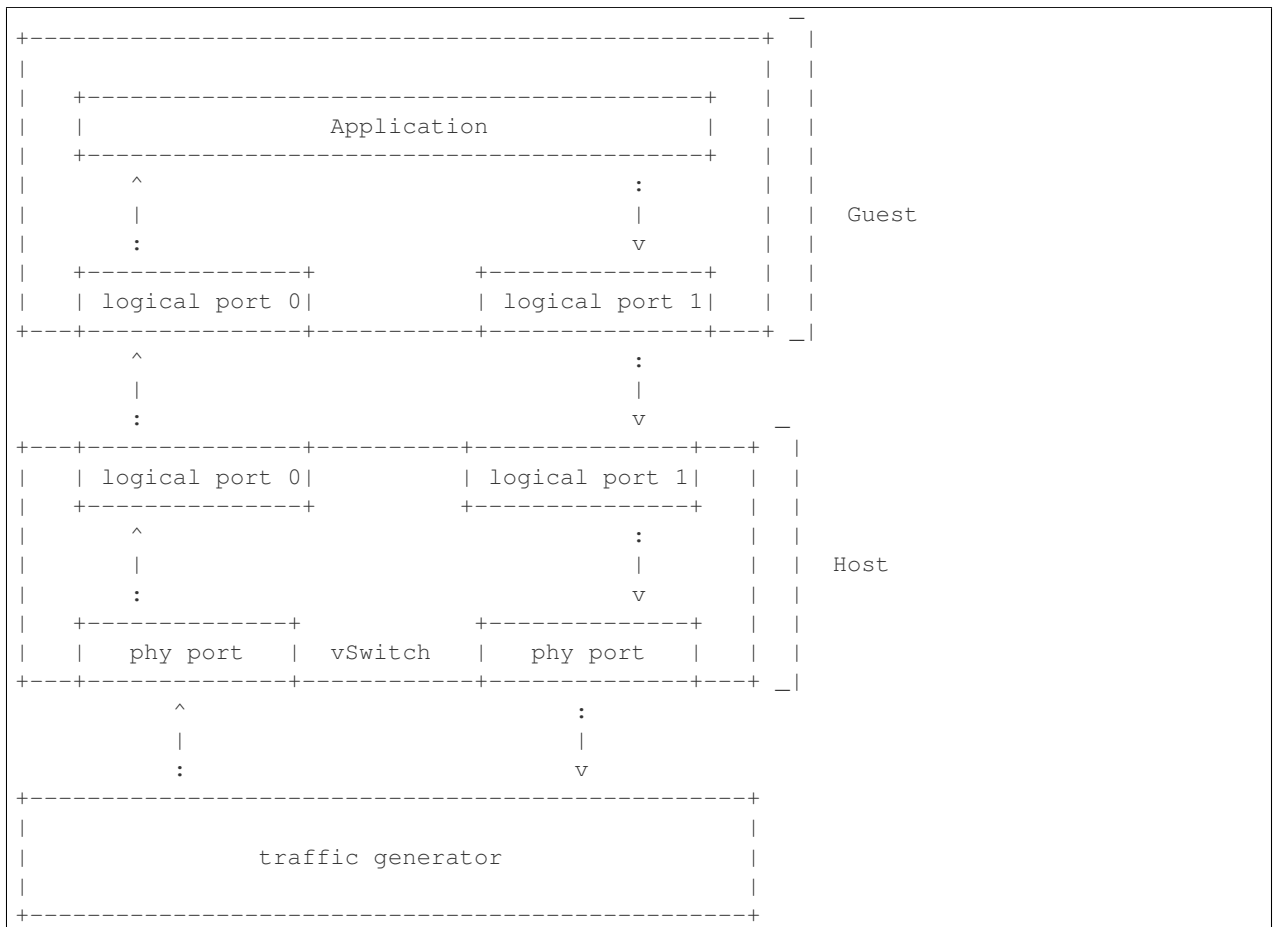 Application
Guest
logical port 0 logical port 1
logical port 0 logical port 1
Host
phy port vSwitch phy port
traffic generator